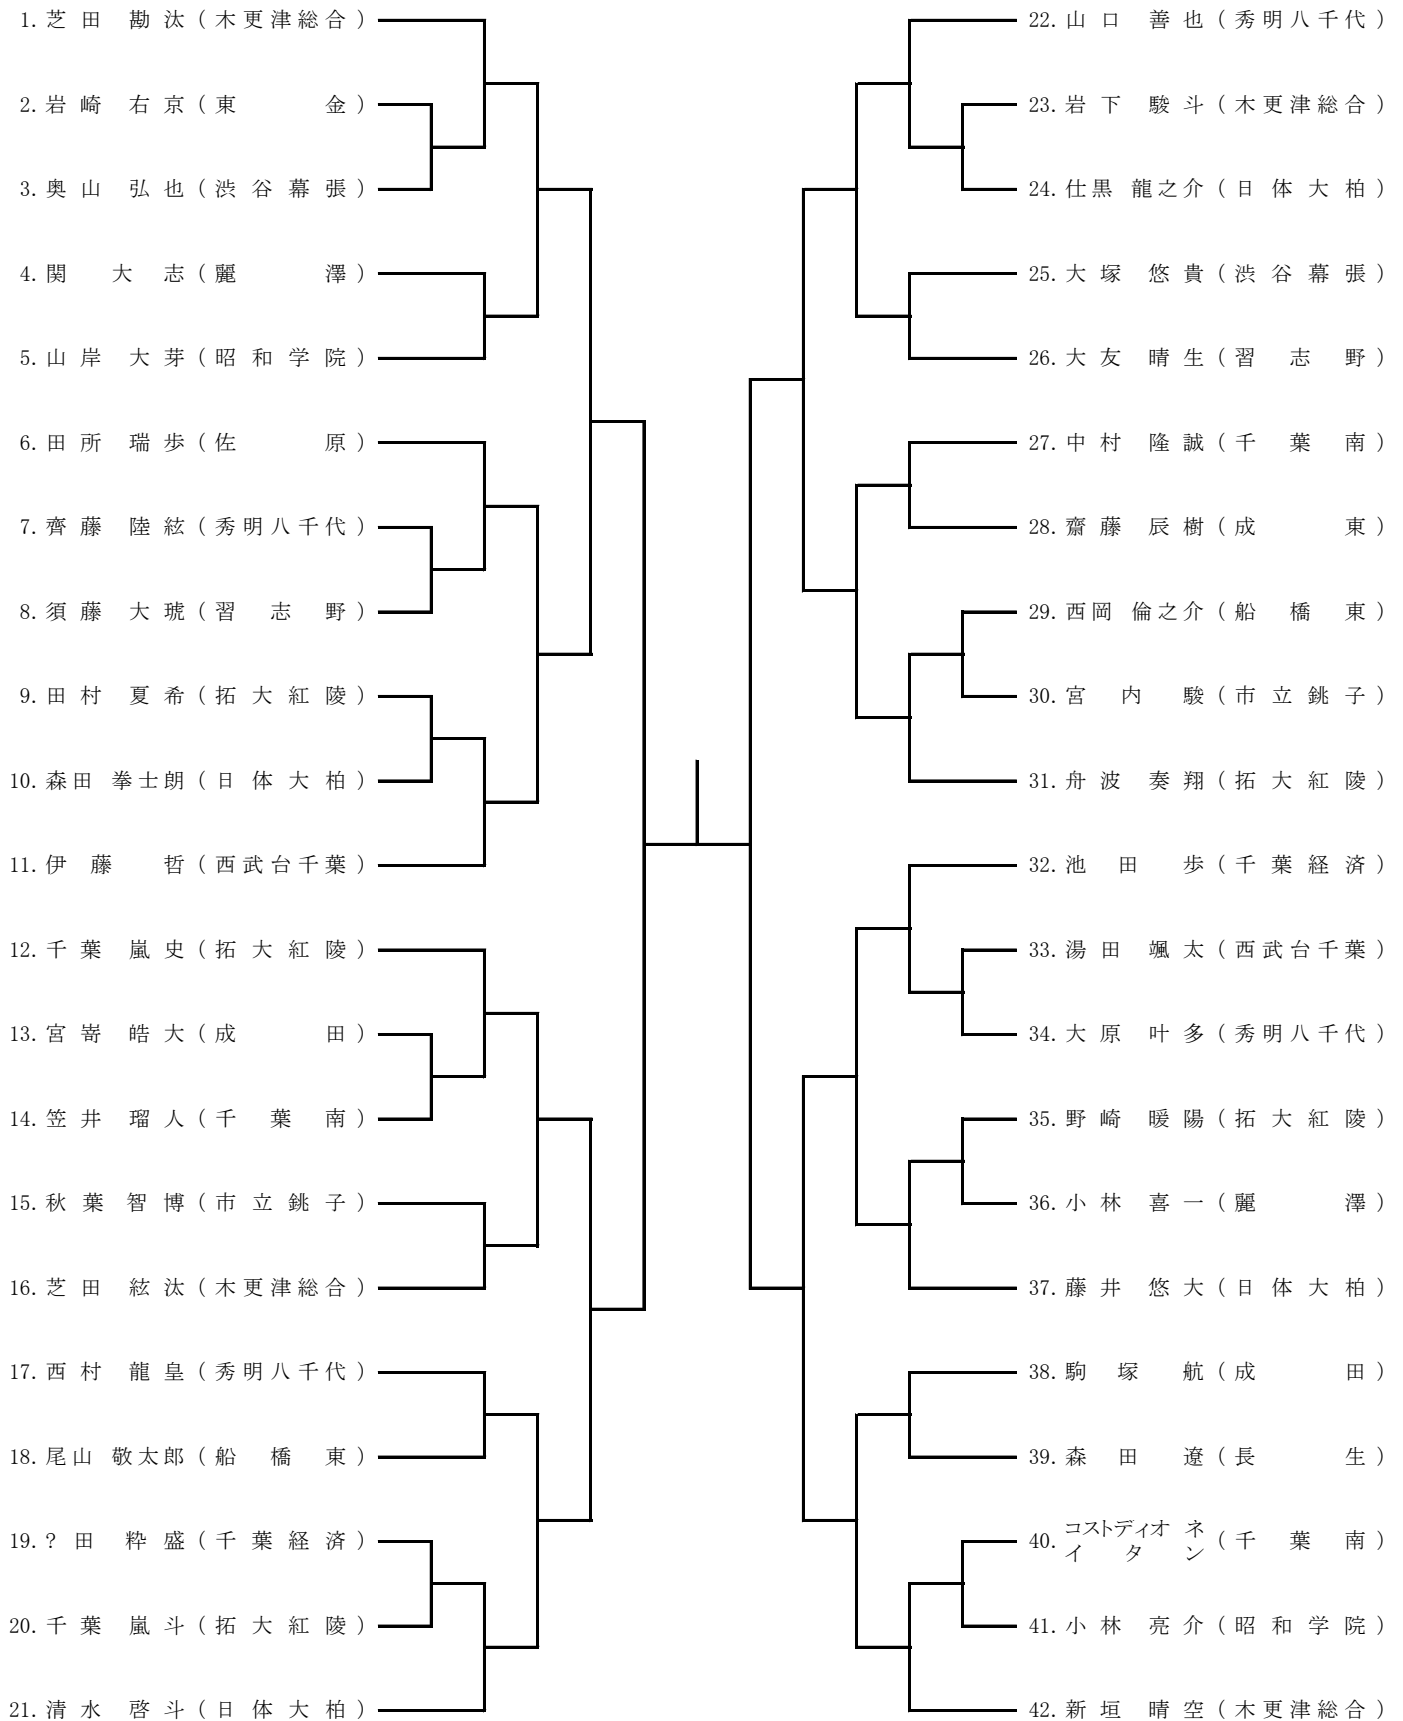 1. 芝田 勘汰 (木更津総合)
2. 岩崎 右京 (東金)
3. 奥山 弘也 (渋谷幕張)
4. 関 大志 (麗澤)
5. 山岸 大芽 (昭和学院)
6. 田所 瑞歩 (佐原)
7. 齊藤 陸絃 (秀明八千代)
8. 須藤 大琥 (習志野)
9. 田村 夏希 (拓大紅陵)
10. 森田 拳士朗 (日体大柏)
11. 伊藤 哲 (西武台千葉)
12. 千葉 嵐史 (拓大紅陵)
13. 宮嵜 皓大 (成田)
14. 笠井 瑠人 (千葉南)
15. 秋葉 智博 (市立銚子)
16. 芝田 絃汰 (木更津総合)
17. 西村 龍皇 (秀明八千代)
18. 尾山 敬太郎 (船橋東)
19. ?田 粋盛 (千葉経済)
20. 千葉 嵐斗 (拓大紅陵)
21. 清水 啓斗 (日体大柏)
22. 山口 善也 (秀明八千代)
23. 岩下 駿斗 (木更津総合)
24. 仕黒 龍之介 (日体大柏)
25. 大塚 悠貴 (渋谷幕張)
26. 大友 晴生 (習志野)
27. 中村 隆誠 (千葉南)
28. 齋藤 辰樹 (成東)
29. 西岡 倫之介 (船橋東)
30. 宮内 駿 (市立銚子)
31. 舟波 奏翔 (拓大紅陵)
32. 池田 歩 (千葉経済)
33. 湯田 颯太 (西武台千葉)
34. 大原 叶多 (秀明八千代)
35. 野崎 暖陽 (拓大紅陵)
36. 小林 喜一 (麗澤)
37. 藤井 悠大 (日体大柏)
38. 駒塚 航 (成田)
39. 森田 遼 (長生)
40. コストディオ ネイタン (千葉南)
41. 小林 亮介 (昭和学院)
42. 新垣 晴空 (木更津総合)